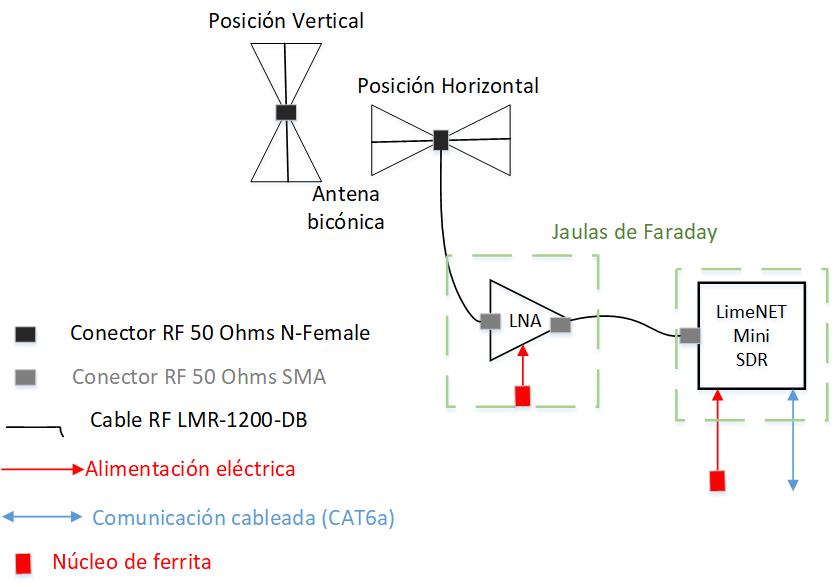 Posición Vertical
Posición Horizontal
Antena
bicónica
Jaulas de Faraday
LNA
LimeNET
Mini
SDR
Conector RF 50 Ohms N-Female
Conector RF 50 Ohms SMA
Cable RF LMR-1200-DB
Alimentación eléctrica
Comunicación cableada (CAT6a)
Núcleo de ferrita